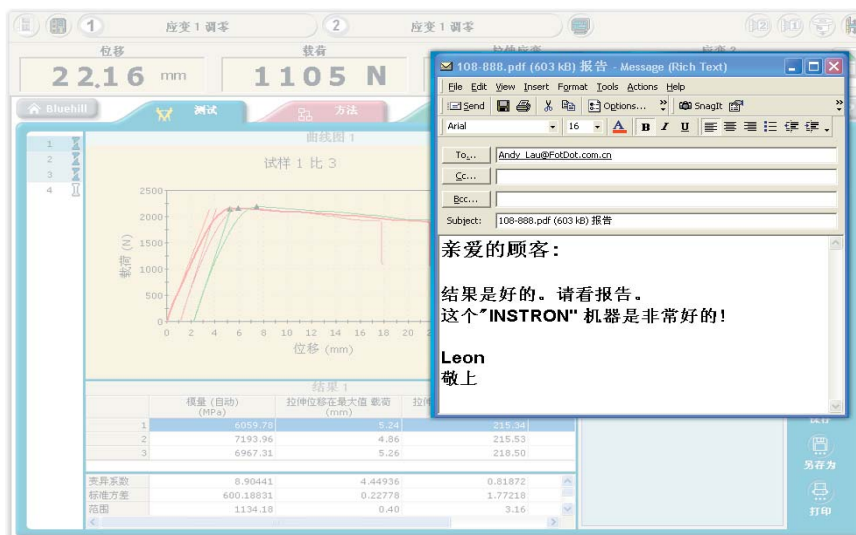 1
应变 1 调零
2
应变 1 调零
位移
载荷
拉伸应变
应变 2
22.16 mm
1105 N
Bluehill
测试
方法
1
2
3
4
曲线图 1
试样 1 比 3
载荷 (N)
2500
2000
1500
1000
500
0
0 2 4 6 8 10 12 14 16 18 20
位移 (mm)
结果 1
模量 (自动) (MPa)
拉伸位移在最大值 载荷 (mm)
1 6059.78 5.24 215.34
2 7193.96 4.86 215.53
3 6967.31 5.26 218.50
变异系数 8.90441 4.44936 0.81872
标准方差 600.18831 0.22778 1.77218
范围 1134.18 0.40 3.16
另存为
打印
108-888.pdf (603 kB) 报告 - Message (Rich Text)
File Edit View Insert Format Tools Actions Help
Send Options... SnagIt
Arial 16 A B I U
To... Andy_Lau@FotDot.com.cn
Cc...
Bcc...
Subject: 108-888.pdf (603 kB) 报告
亲爱的顾客:
结果是好的。请看报告。
这个"INSTRON" 机器是非常好的!
Leon
敬上